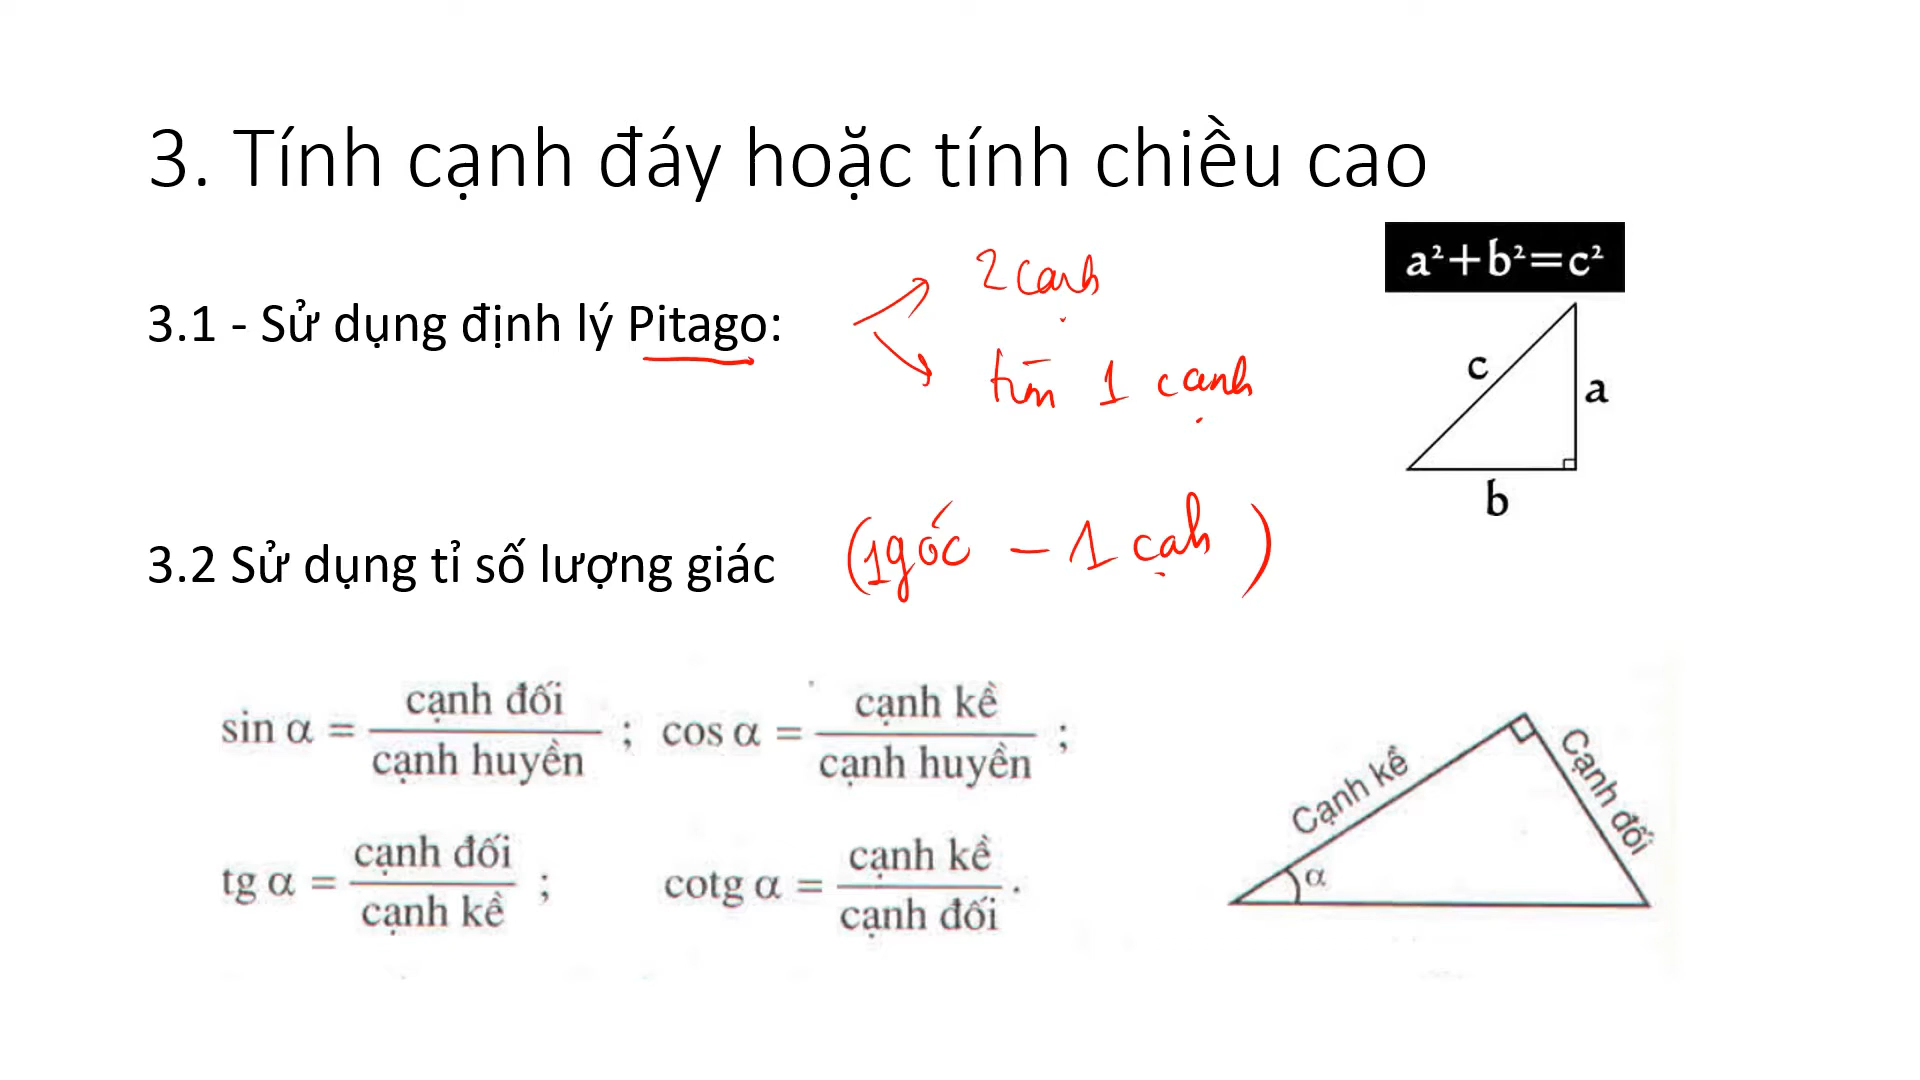 3. Tính cạnh đáy hoặc tính chiều cao
a²+b²=c²
3.1 - Sử dụng định lý Pitago:
2 cạnh
tìm 1 cạnh
c
a
b
3.2 Sử dụng tỉ số lượng giác
(1 góc – 1 cạh)
sin α = cạnh đối / cạnh huyền ; cos α = cạnh kề / cạnh huyền ;
tg α = cạnh đối / cạnh kề ; cotg α = cạnh kề / cạnh đối .
Cạnh kề
Cạnh đối
α